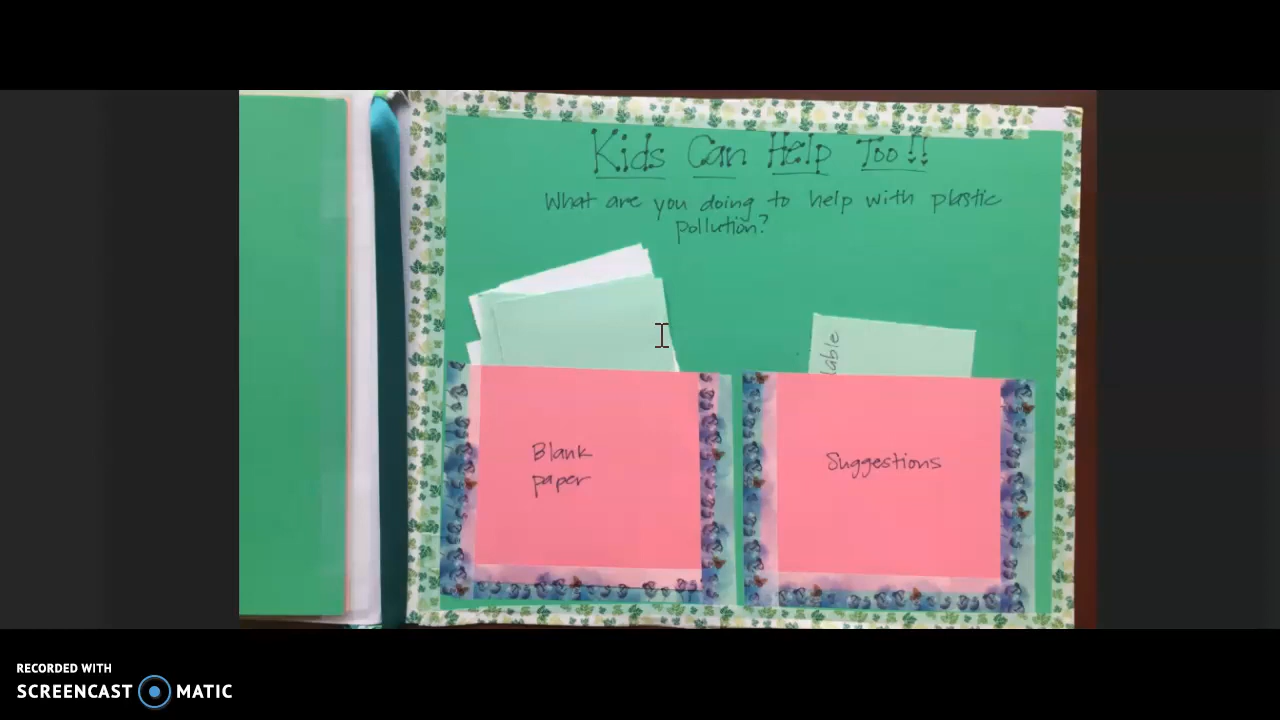 Kids Can Help Too!!
What are you doing to help with plastic
pollution?
lable
Blank
paper
Suggestions
RECORDED WITH
SCREENCAST MATIC